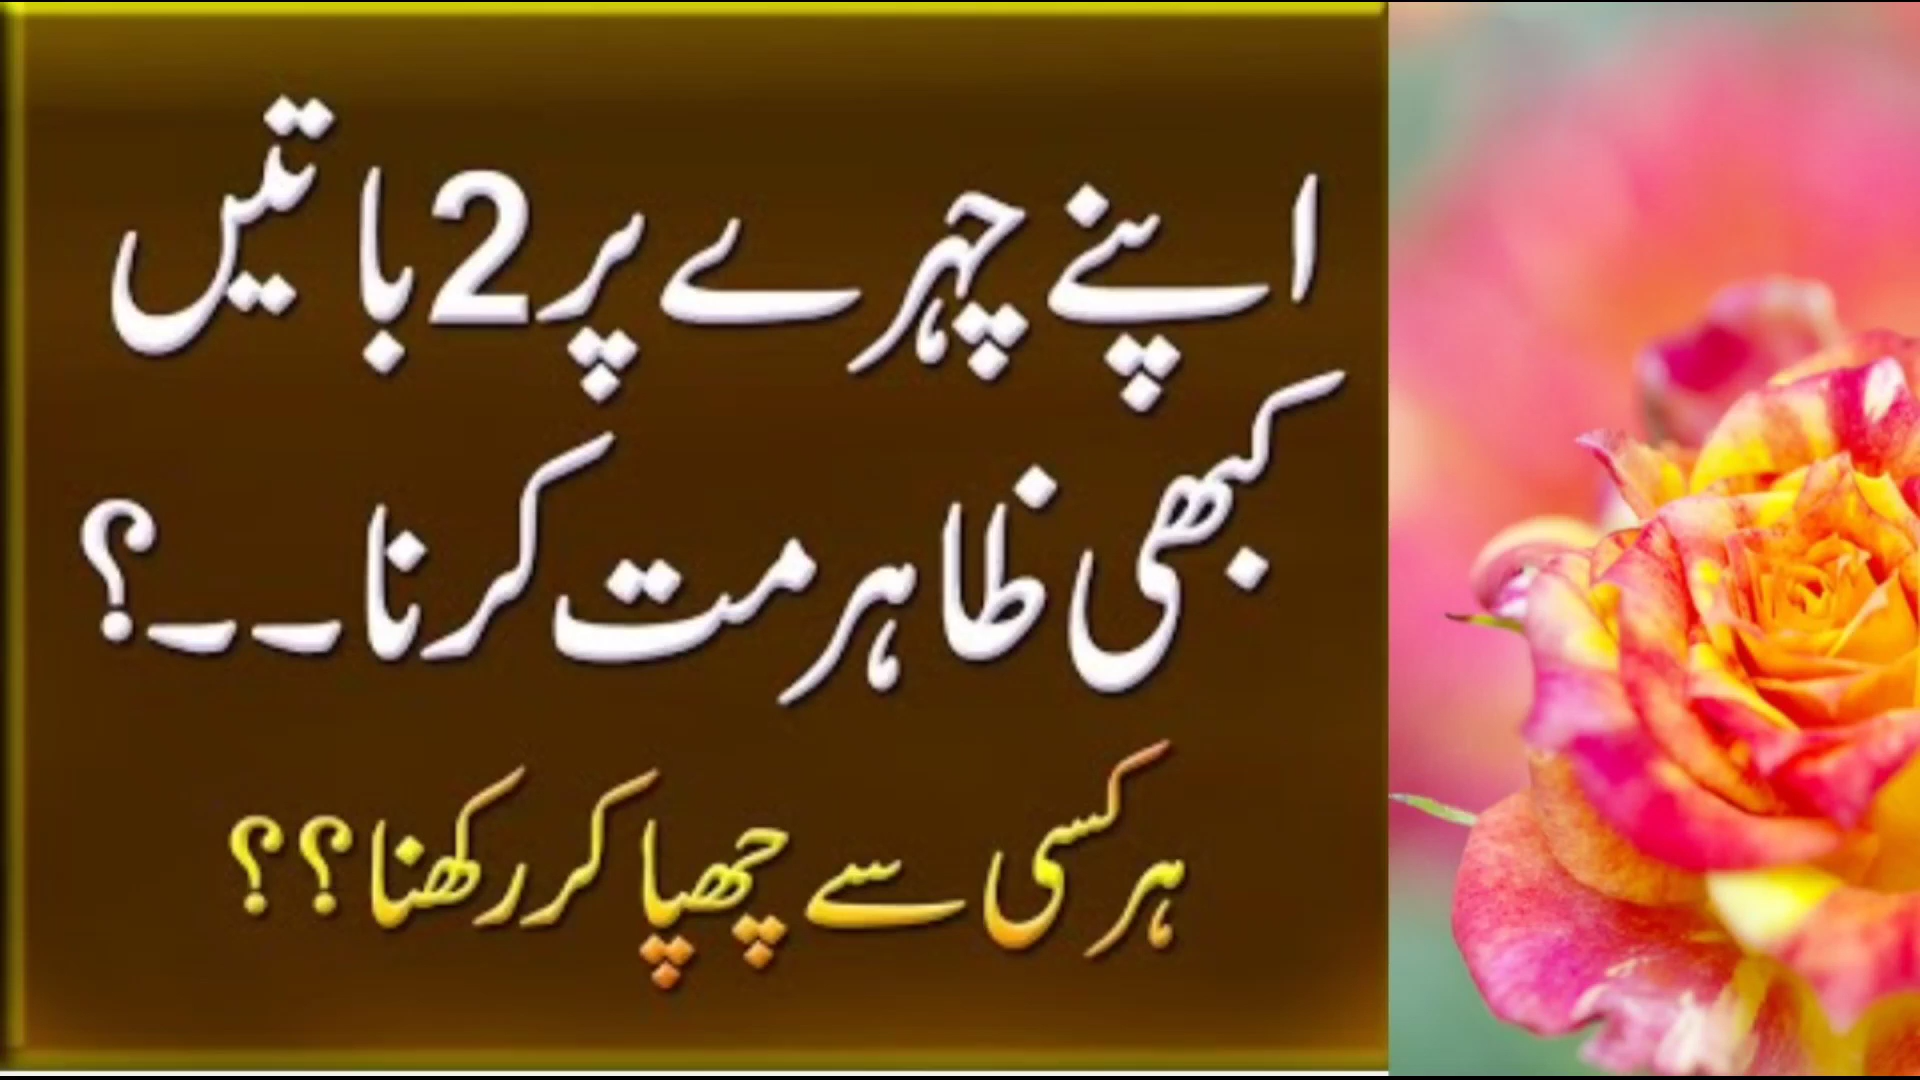 اپنے چہرے پر 2 باتیں
کبھی ظاہر مت کرنا۔۔؟
ہر کسی سے چھپا کر رکھنا؟؟